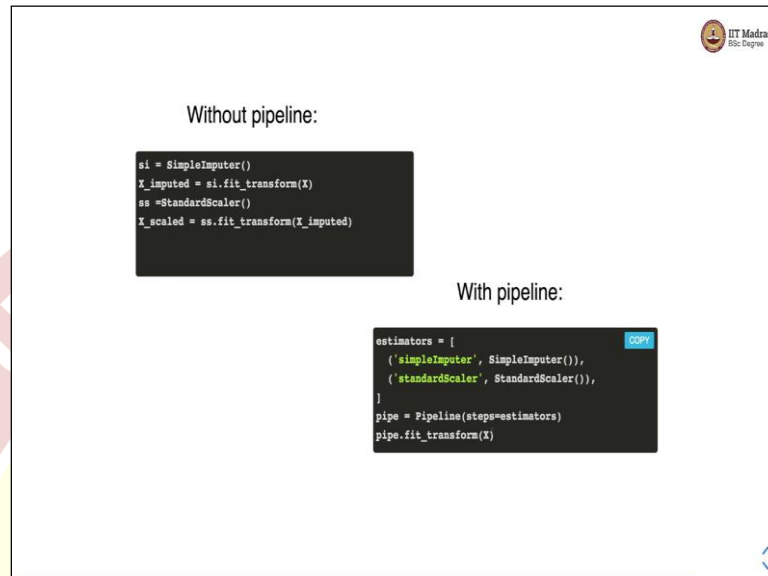 IIT Madras
BSc Degree
Without pipeline:
si = SimpleImputer()
X_imputed = si.fit_transform(X)
ss =StandardScaler()
X_scaled = ss.fit_transform(X_imputed)
With pipeline:
estimators = [
COPY
('simpleImputer', SimpleImputer()),
('standardScaler', StandardScaler()),
]
pipe = Pipeline(steps=estimators)
pipe.fit_transform(X)